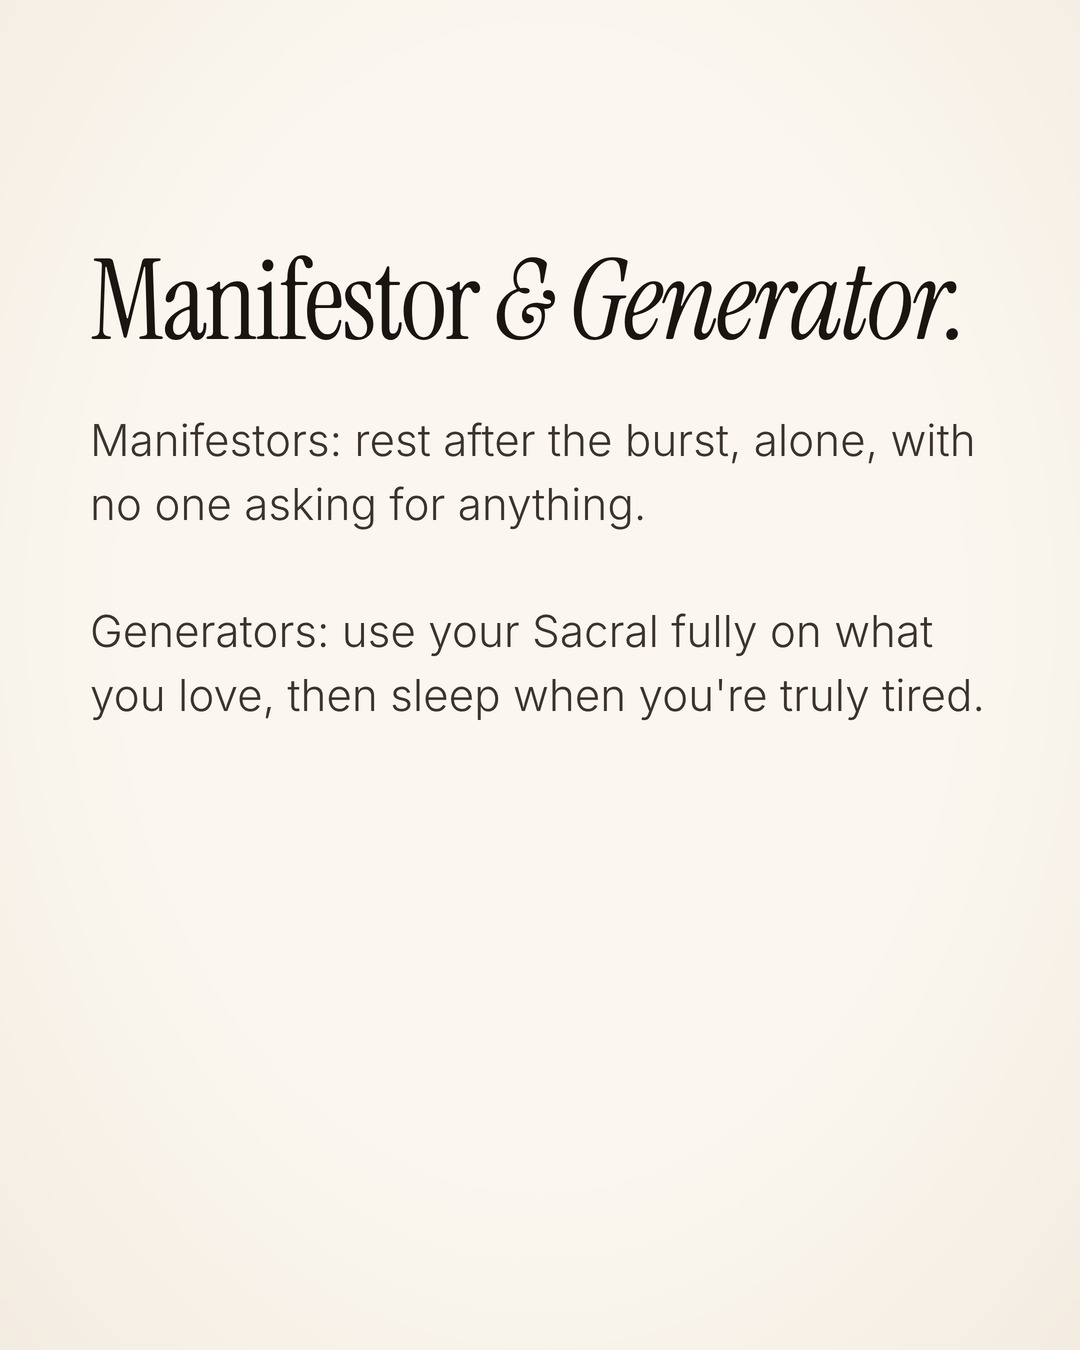 Manifestor & Generator.
Manifestors: rest after the burst, alone, with
no one asking for anything.
Generators: use your Sacral fully on what
you love, then sleep when you're truly tired.